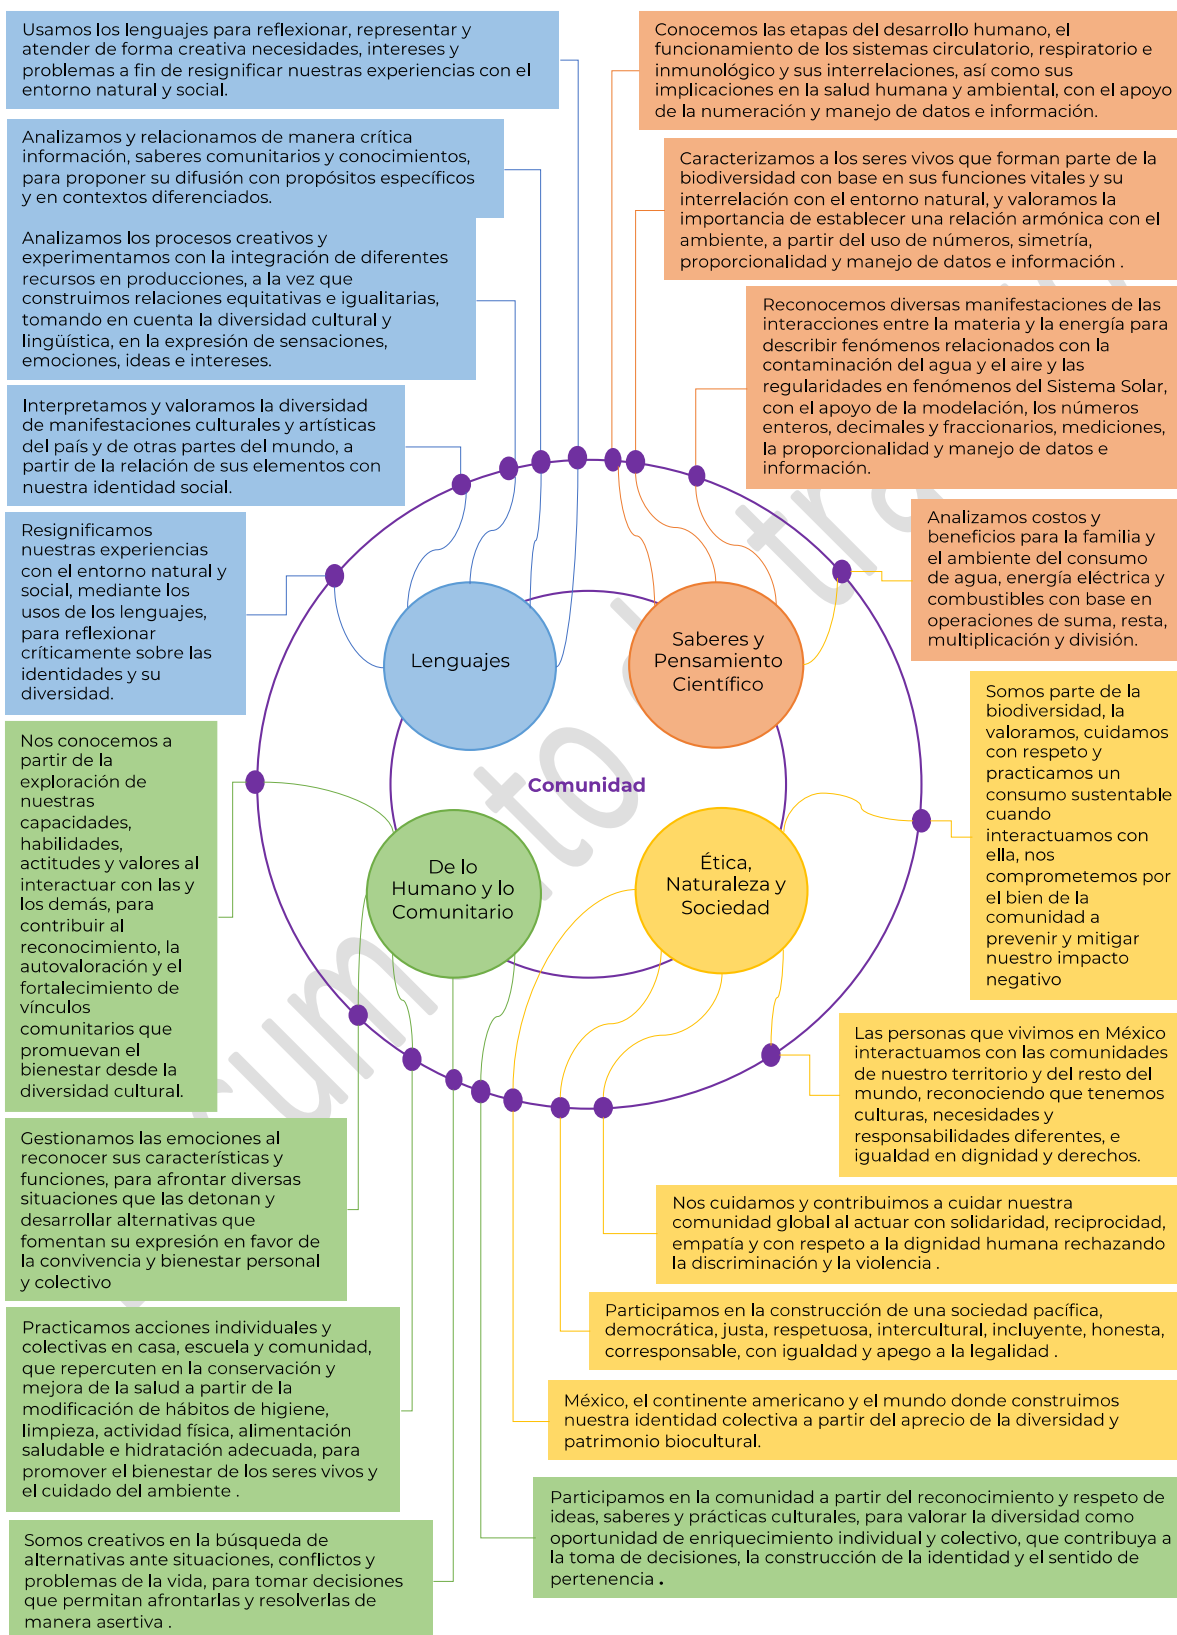 Usamos los lenguajes para reflexionar, representar y
atender de forma creativa necesidades, intereses y
problemas a fin de resignificar nuestras experiencias con el
entorno natural y social.
Analizamos y relacionamos de manera crítica
información, saberes comunitarios y conocimientos,
para proponer su difusión con propósitos específicos
y en contextos diferenciados.
Analizamos los procesos creativos y
experimentamos con la integración de diferentes
recursos en producciones, a la vez que
construimos relaciones equitativas e igualitarias,
tomando en cuenta la diversidad cultural y
lingüística, en la expresión de sensaciones,
emociones, ideas e intereses.
Interpretamos y valoramos la diversidad
de manifestaciones culturales y artísticas
del país y de otras partes del mundo, a
partir de la relación de sus elementos con
nuestra identidad social.
Resignificamos
nuestras experiencias
con el entorno natural y
social, mediante los
usos de los lenguajes,
para reflexionar
críticamente sobre las
identidades y su
diversidad.
Conocemos las etapas del desarrollo humano, el
funcionamiento de los sistemas circulatorio, respiratorio e
inmunológico y sus interrelaciones, así como sus
implicaciones en la salud humana y ambiental, con el apoyo
de la numeración y manejo de datos e información.
Caracterizamos a los seres vivos que forman parte de la
biodiversidad con base en sus funciones vitales y su
interrelación con el entorno natural, y valoramos la
importancia de establecer una relación armónica con el
ambiente, a partir del uso de números, simetría,
proporcionalidad y manejo de datos e información .
Reconocemos diversas manifestaciones de las
interacciones entre la materia y la energía para
describir fenómenos relacionados con la
contaminación del agua y el aire y las
regularidades en fenómenos del Sistema Solar,
con el apoyo de la modelación, los números
enteros, decimales y fraccionarios, mediciones,
la proporcionalidad y manejo de datos e
información.
Analizamos costos y
beneficios para la familia y
el ambiente del consumo
de agua, energía eléctrica y
combustibles con base en
operaciones de suma, resta,
multiplicación y división.
Lenguajes
Saberes y
Pensamiento
Científico
Comunidad
De lo
Humano y lo
Comunitario
Ética,
Naturaleza y
Sociedad
Somos parte de la
biodiversidad, la
valoramos, cuidamos
con respeto y
practicamos un
consumo sustentable
cuando
interactuamos con
ella, nos
comprometemos por
el bien de la
comunidad a
prevenir y mitigar
nuestro impacto
negativo
Nos conocemos a
partir de la
exploración de
nuestras
capacidades,
habilidades,
actitudes y valores al
interactuar con las y
los demás, para
contribuir al
reconocimiento, la
autovaloración y el
fortalecimiento de
vínculos
comunitarios que
promuevan el
bienestar desde la
diversidad cultural.
Las personas que vivimos en México
interactuamos con las comunidades
de nuestro territorio y del resto del
mundo, reconociendo que tenemos
culturas, necesidades y
responsabilidades diferentes, e
igualdad en dignidad y derechos.
Gestionamos las emociones al
reconocer sus características y
funciones, para afrontar diversas
situaciones que las detonan y
desarrollar alternativas que
fomentan su expresión en favor de
la convivencia y bienestar personal
y colectivo
Nos cuidamos y contribuimos a cuidar nuestra
comunidad global al actuar con solidaridad, reciprocidad,
empatía y con respeto a la dignidad humana rechazando
la discriminación y la violencia .
Participamos en la construcción de una sociedad pacífica,
democrática, justa, respetuosa, intercultural, incluyente, honesta,
corresponsable, con igualdad y apego a la legalidad .
Practicamos acciones individuales y
colectivas en casa, escuela y comunidad,
que repercuten en la conservación y
mejora de la salud a partir de la
modificación de hábitos de higiene,
limpieza, actividad física, alimentación
saludable e hidratación adecuada, para
promover el bienestar de los seres vivos y
el cuidado del ambiente .
México, el continente americano y el mundo donde construimos
nuestra identidad colectiva a partir del aprecio de la diversidad y
patrimonio biocultural.
Participamos en la comunidad a partir del reconocimiento y respeto de
ideas, saberes y prácticas culturales, para valorar la diversidad como
oportunidad de enriquecimiento individual y colectivo, que contribuya a
la toma de decisiones, la construcción de la identidad y el sentido de
pertenencia .
Somos creativos en la búsqueda de
alternativas ante situaciones, conflictos y
problemas de la vida, para tomar decisiones
que permitan afrontarlas y resolverlas de
manera asertiva .